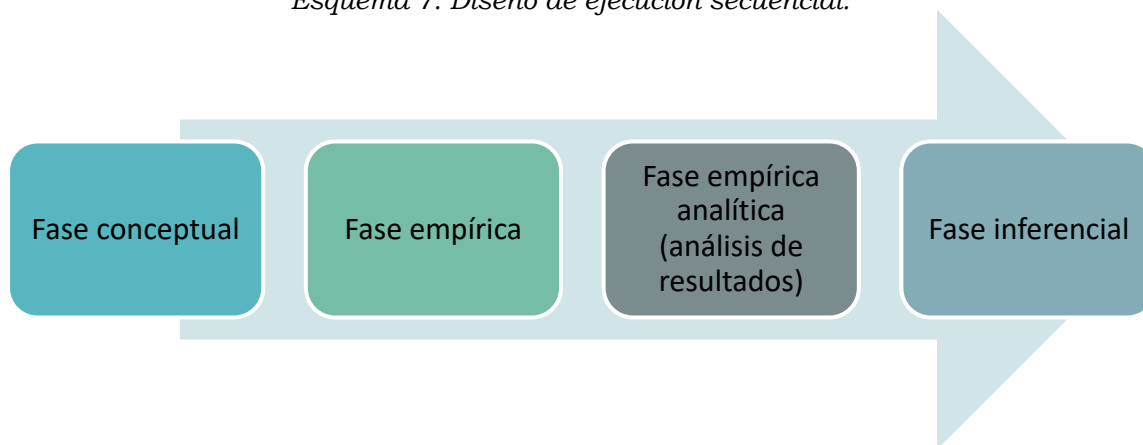 Esquema 7. Diseño de ejecución secuencial.
Fase conceptual
Fase empírica
Fase empírica
analítica
(análisis de
resultados)
Fase inferencial